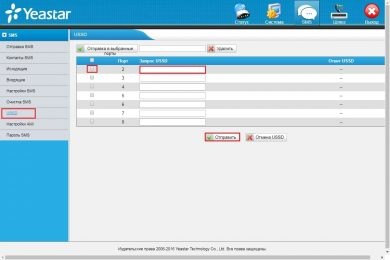 Yeastar
Статус
Система
SMS
Шлюз
Выход
SMS
USSD
Отправка SMS
Контакты SMS
Исходящие
Входящие
Настройки SMS
Очистка SMS
USSD
Настройки AMI
Пароль SMS
Отправка в выбранные порты
Удалить
Порт Запрос USSD Ответ USSD
2 --
3 --
4 --
5 --
6 --
7 --
8 --
Отправить
Отмена USSD
Издательские права 2006-2016 Yeastar Technology Co., Ltd. Все права защищены.